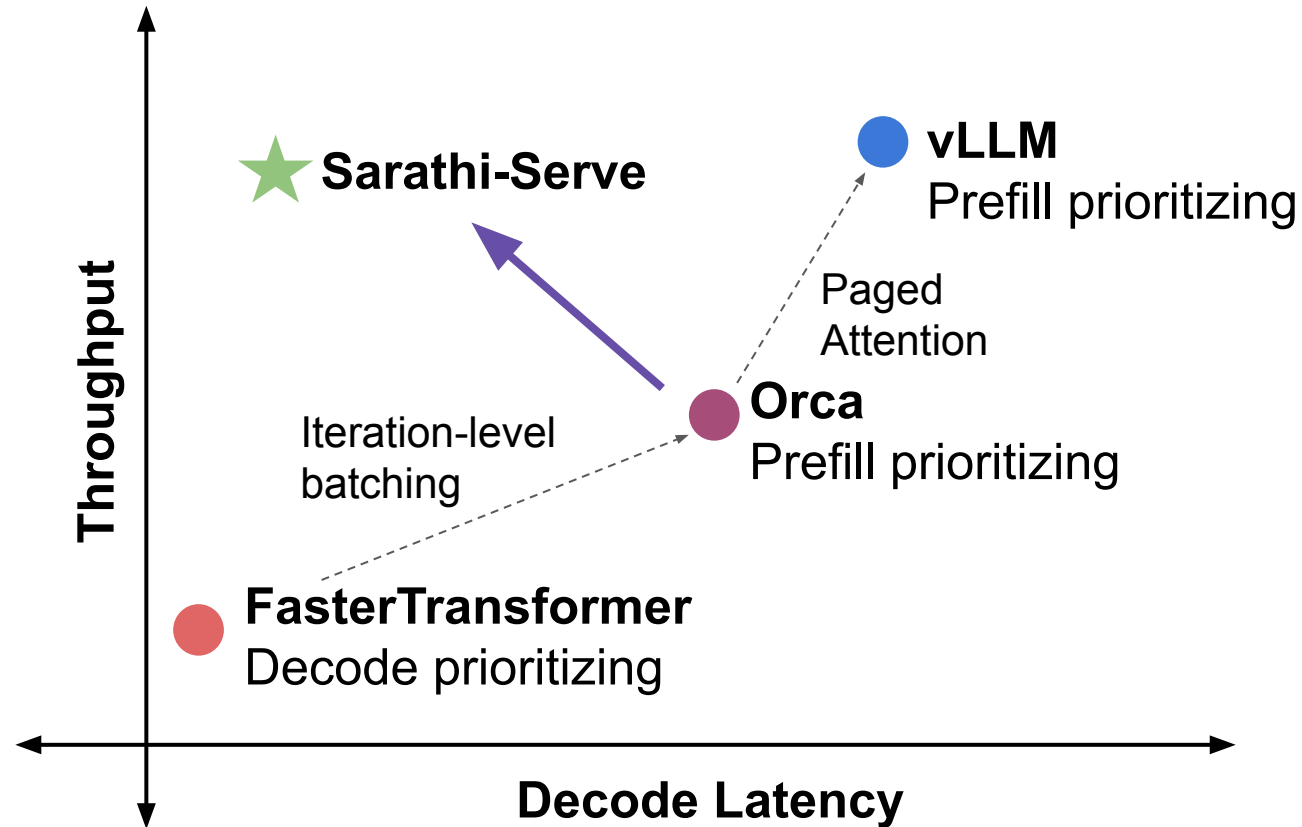 Throughput
Sarathi-Serve
vLLM
Prefill prioritizing
Paged
Attention
Orca
Prefill prioritizing
Iteration-level
batching
FasterTransformer
Decode prioritizing
Decode Latency